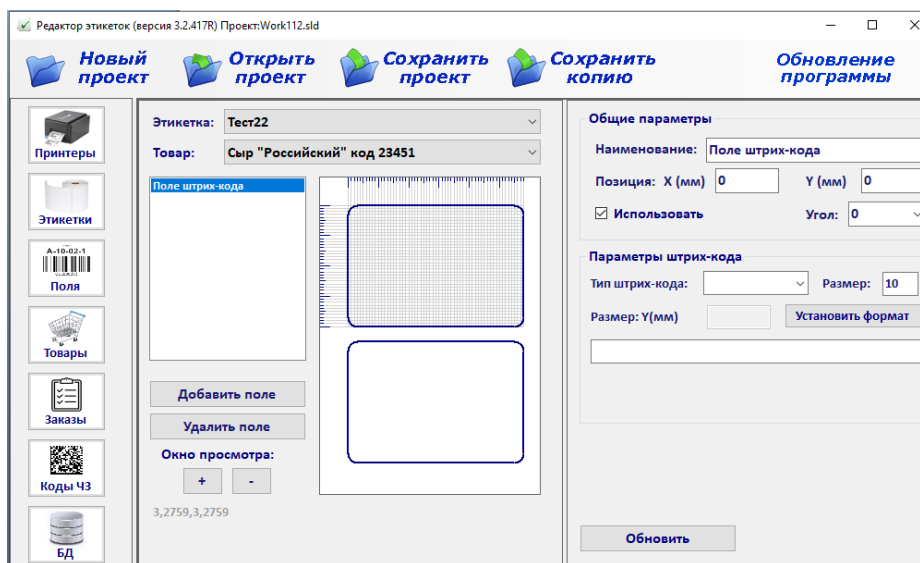 Редактор этикеток (версия 3.2.417R) Проект:Work112.sld
Новый проект
Открыть проект
Сохранить проект
Сохранить копию
Обновление программы
Принтеры
Этикетки
A-10-02-1
Поля
Товары
Заказы
Коды ЧЗ
БД
Этикетка: Тест22
Товар: Сыр "Российский" код 23451
Поле штрих-кода
Добавить поле
Удалить поле
Окно просмотра:
+ -
3,2759,3,2759
Общие параметры
Наименование: Поле штрих-кода
Позиция: X (мм) 0 Y (мм) 0
Использовать Угол: 0
Параметры штрих-кода
Тип штрих-кода: Размер: 10
Размер: Y(мм) Установить формат
Обновить